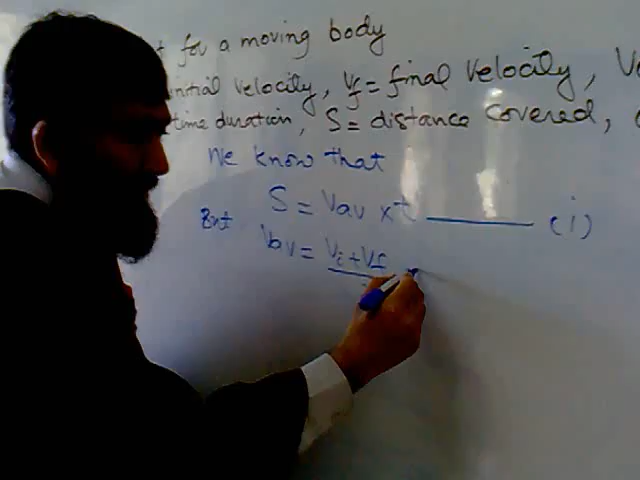 for a moving body
initial velocity, Vf = final velocity, V
time duration, S = distance covered,
We know that
S = Vav x t ——— (i)
But
Vav = Vi + Vf